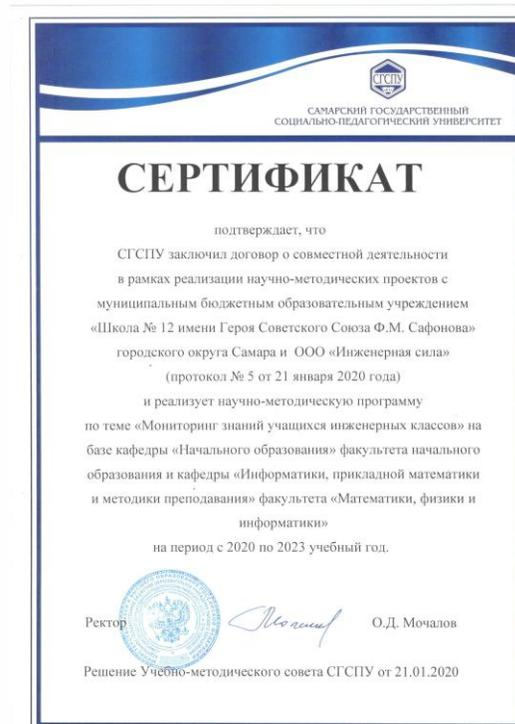 СГСПУ
САМАРСКИЙ ГОСУДАРСТВЕННЫЙ
СОЦИАЛЬНО-ПЕДАГОГИЧЕСКИЙ УНИВЕРСИТЕТ
СЕРТИФИКАТ
подтверждает, что
СГСПУ заключил договор о совместной деятельности
в рамках реализации научно-методических проектов с
муниципальным бюджетным образовательным учреждением
«Школа № 12 имени Героя Советского Союза Ф.М. Сафонова»
городского округа Самара и ООО «Инженерная сила»
(протокол № 5 от 21 января 2020 года)
и реализует научно-методическую программу
по теме «Мониторинг знаний учащихся инженерных классов» на
базе кафедры «Начального образования» факультета начального
образования и кафедры «Информатики, прикладной математики
и методики преподавания» факультета «Математики, физики и
информатики»
на период с 2020 по 2023 учебный год.
Ректор О.Д. Мочалов
Решение Учебно-методического совета СГСПУ от 21.01.2020